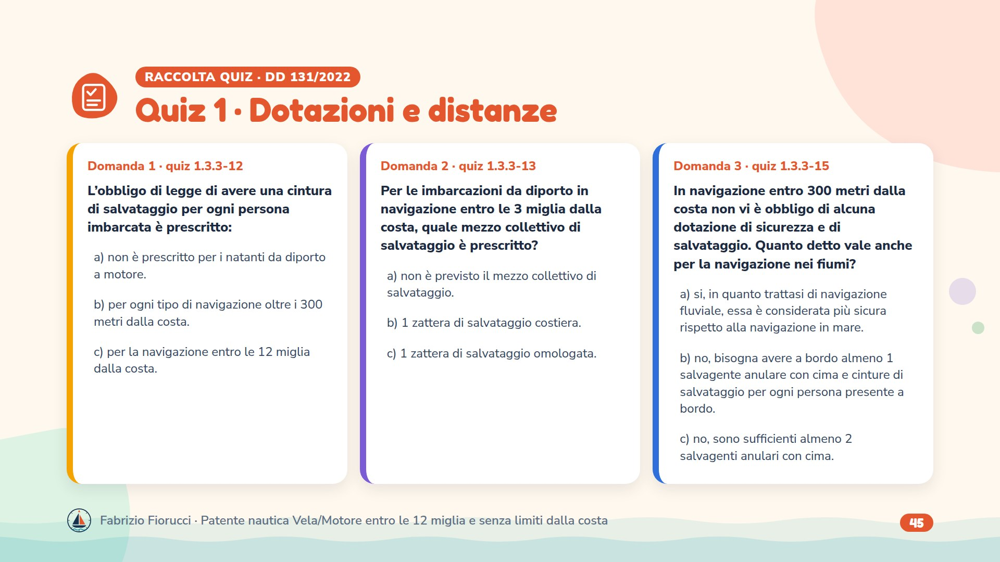 RACCOLTA QUIZ · DD 131/2022
Quiz 1 · Dotazioni e distanze
Domanda 1 · quiz 1.3.3-12
L’obbligo di legge di avere una cintura
di salvataggio per ogni persona
imbarcata è prescritto:
a) non è prescritto per i natanti da diporto
a motore.
b) per ogni tipo di navigazione oltre i 300
metri dalla costa.
c) per la navigazione entro le 12 miglia
dalla costa.
Domanda 2 · quiz 1.3.3-13
Per le imbarcazioni da diporto in
navigazione entro le 3 miglia dalla
costa, quale mezzo collettivo di
salvataggio è prescritto?
a) non è previsto il mezzo collettivo di
salvataggio.
b) 1 zattera di salvataggio costiera.
c) 1 zattera di salvataggio omologata.
Domanda 3 · quiz 1.3.3-15
In navigazione entro 300 metri dalla
costa non vi è obbligo di alcuna
dotazione di sicurezza e di
salvataggio. Quanto detto vale anche
per la navigazione nei fiumi?
a) si, in quanto trattasi di navigazione
fluviale, essa è considerata più sicura
rispetto alla navigazione in mare.
b) no, bisogna avere a bordo almeno 1
salvagente anulare con cima e cinture di
salvataggio per ogni persona presente a
bordo.
c) no, sono sufficienti almeno 2
salvagenti anulari con cima.
Fabrizio Fiorucci · Patente nautica Vela/Motore entro le 12 miglia e senza limiti dalla costa
45